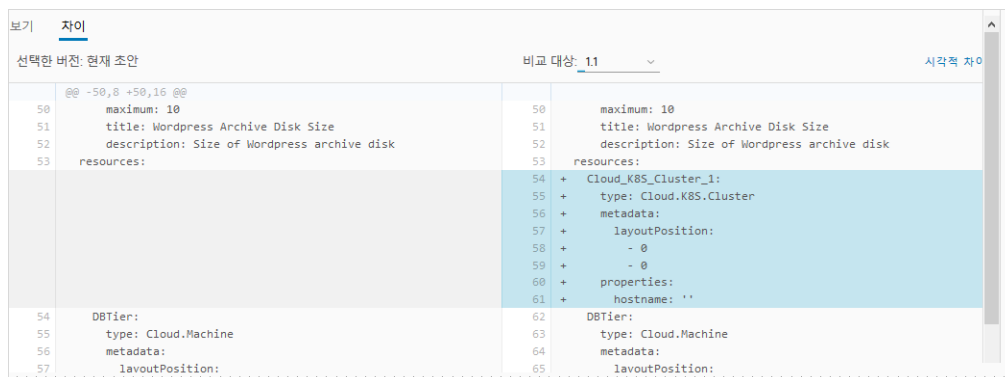 보기 차이
선택한 버전: 현재 초안 비교 대상: 1.1 시각적 차이
@@ -50,8 +50,16 @@
50 maximum: 10
51 title: Wordpress Archive Disk Size
52 description: Size of Wordpress archive disk
53 resources:
54 DBTier:
55 type: Cloud.Machine
56 metadata:
57 layoutPosition:
50 maximum: 10
51 title: Wordpress Archive Disk Size
52 description: Size of Wordpress archive disk
53 resources:
54 + Cloud_K8S_Cluster_1:
55 + type: Cloud.K8S.Cluster
56 + metadata:
57 + layoutPosition:
58 + - 0
59 + - 0
60 + properties:
61 + hostname: ''
62 DBTier:
63 type: Cloud.Machine
64 metadata:
65 layoutPosition: